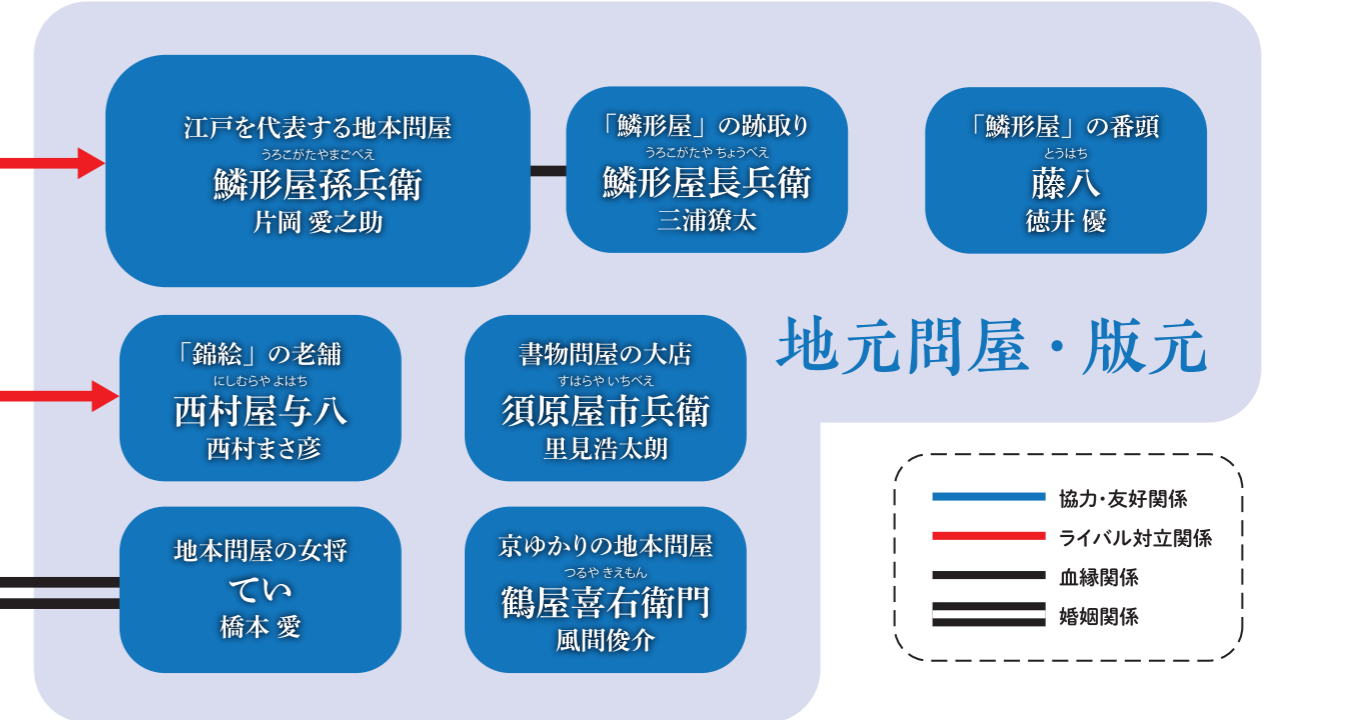 江戸を代表する地本問屋
うろこがたやまごべえ
鱗形屋孫兵衛
片岡 愛之助
「鱗形屋」の跡取り
うろこがたや ちょうべえ
鱗形屋長兵衛
三浦獠太
「鱗形屋」の番頭
とうはち
藤八
徳井 優
地元問屋・版元
「錦絵」の老舗
にしむらや よはち
西村屋与八
西村まさ彦
書物問屋の大店
すはらや いちべえ
須原屋市兵衛
里見浩太朗
地本問屋の女将
てい
橋本 愛
京ゆかりの地本問屋
つるや きえもん
鶴屋喜右衛門
風間俊介
協力・友好関係
ライバル対立関係
血縁関係
婚姻関係